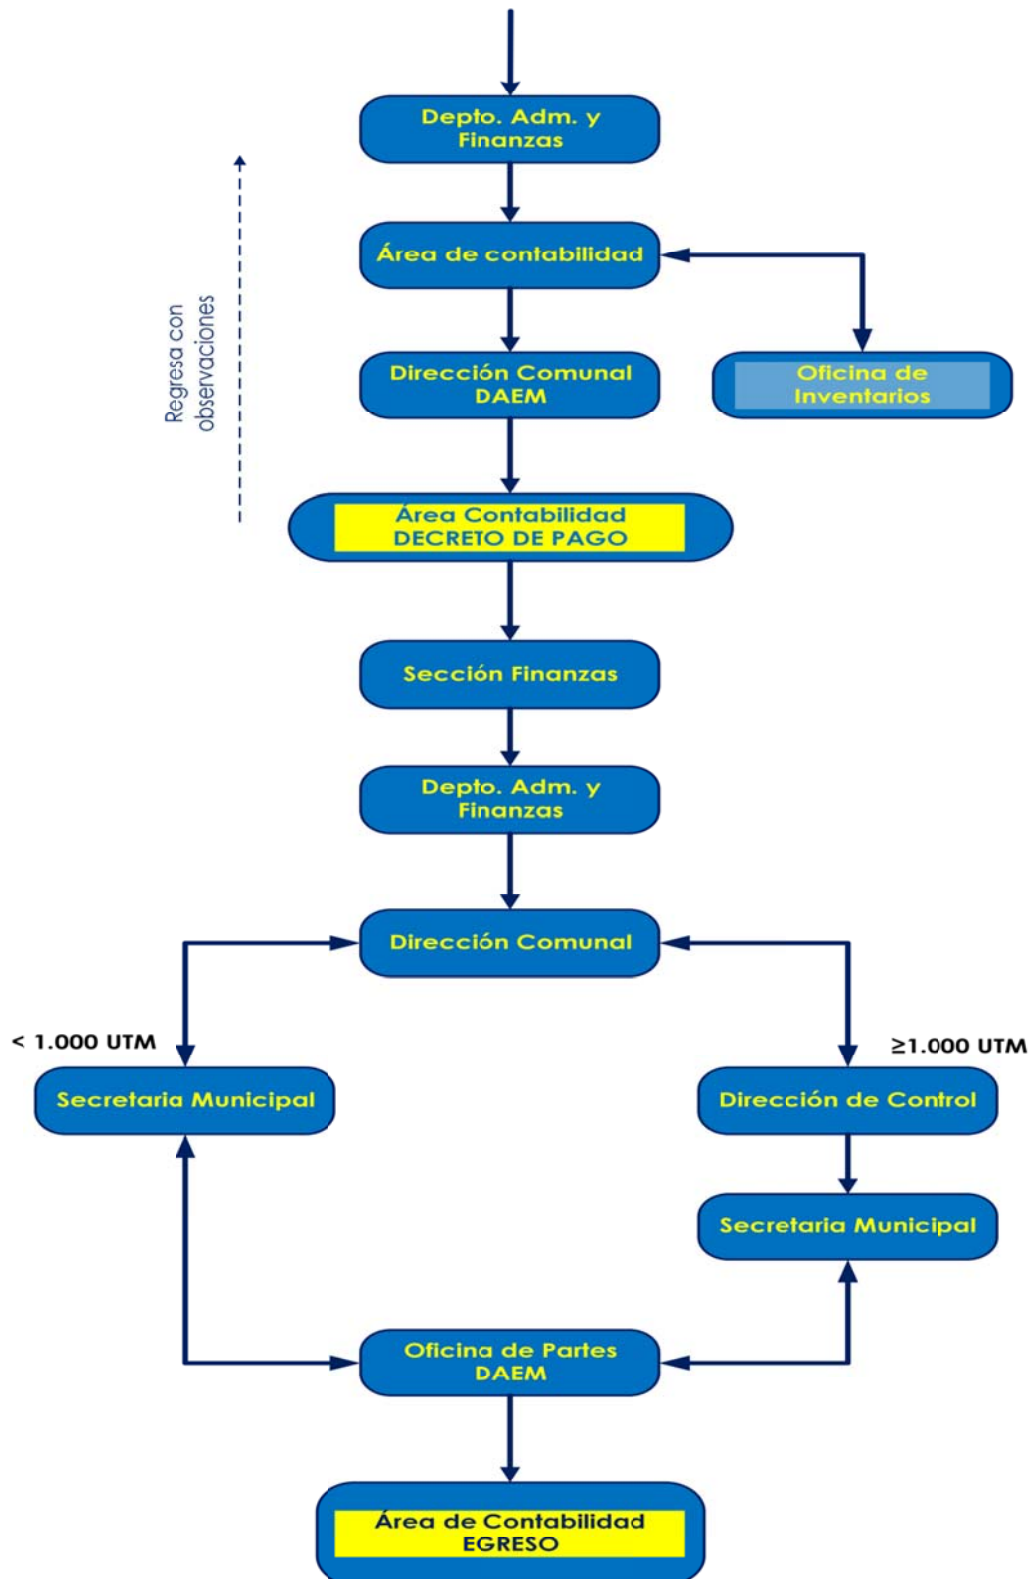 Depto. Adm. y
Finanzas
Área de contabilidad
Regresa con
observaciones
Dirección Comunal
DAEM
Oficina de
Inventarios
Área Contabilidad
DECRETO DE PAGO
Sección Finanzas
Depto. Adm. y
Finanzas
Dirección Comunal
< 1.000 UTM
≥1.000 UTM
Secretaria Municipal
Dirección de Control
Secretaria Municipal
Oficina de Partes
DAEM
Área de Contabilidad
EGRESO